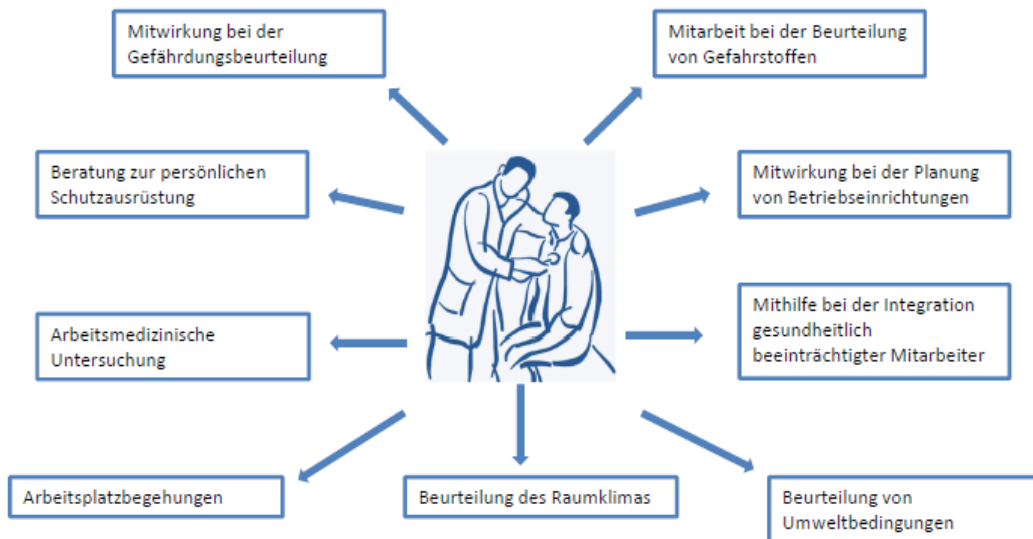 Mitwirkung bei der
Gefährdungsbeurteilung
Mitarbeit bei der Beurteilung
von Gefahrstoffen
Beratung zur persönlichen
Schutzausrüstung
Mitwirkung bei der Planung
von Betriebseinrichtungen
Arbeitsmedizinische
Untersuchung
Mithilfe bei der Integration
gesundheitlich
beeinträchtigter Mitarbeiter
Arbeitsplatzbegehungen
Beurteilung des Raumklimas
Beurteilung von
Umweltbedingungen